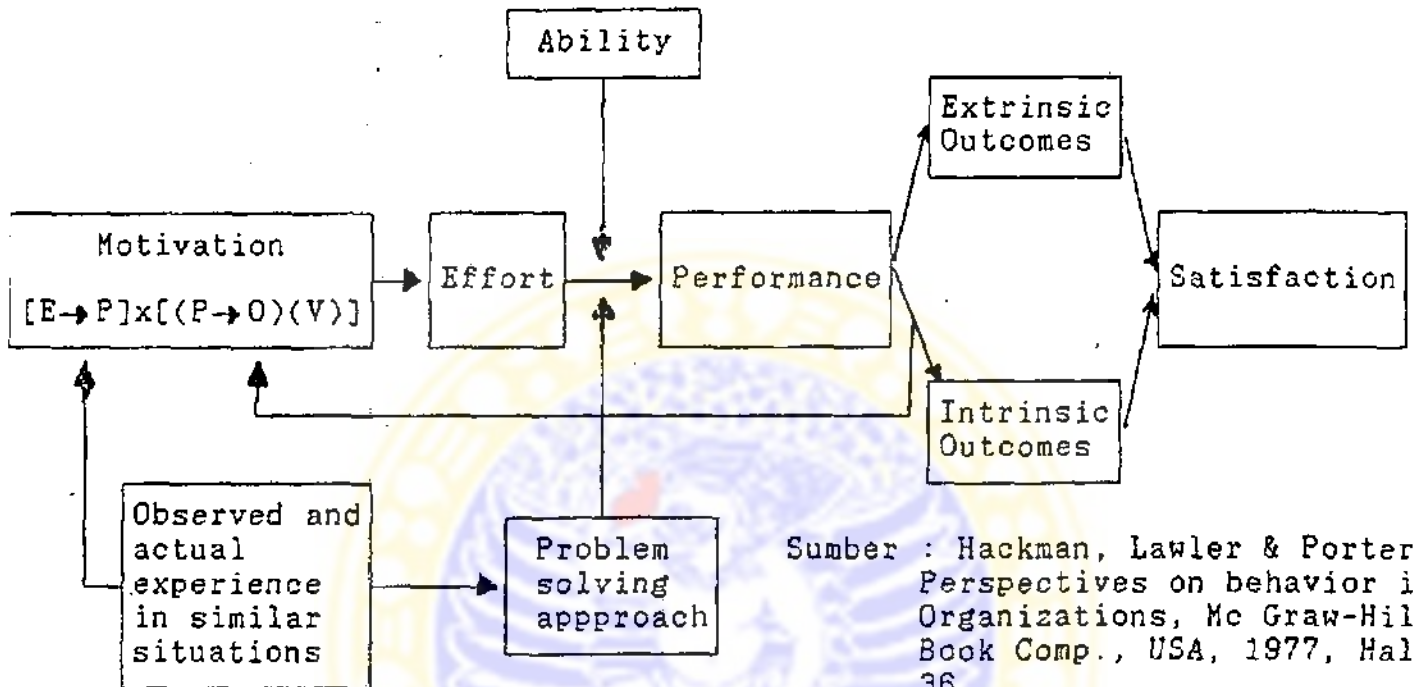 Ability
Extrinsic
Outcomes
Motivation
[E→P]x[(P→O)(V)]
Effort
Performance
Satisfaction
Intrinsic
Outcomes
Observed and
actual
experience
in similar
situations
Problem
solving
appproach
Sumber : Hackman, Lawler & Porter
Perspectives on behavior i
Organizations, Mc Graw-Hil
Book Comp., USA, 1977, Hal
36